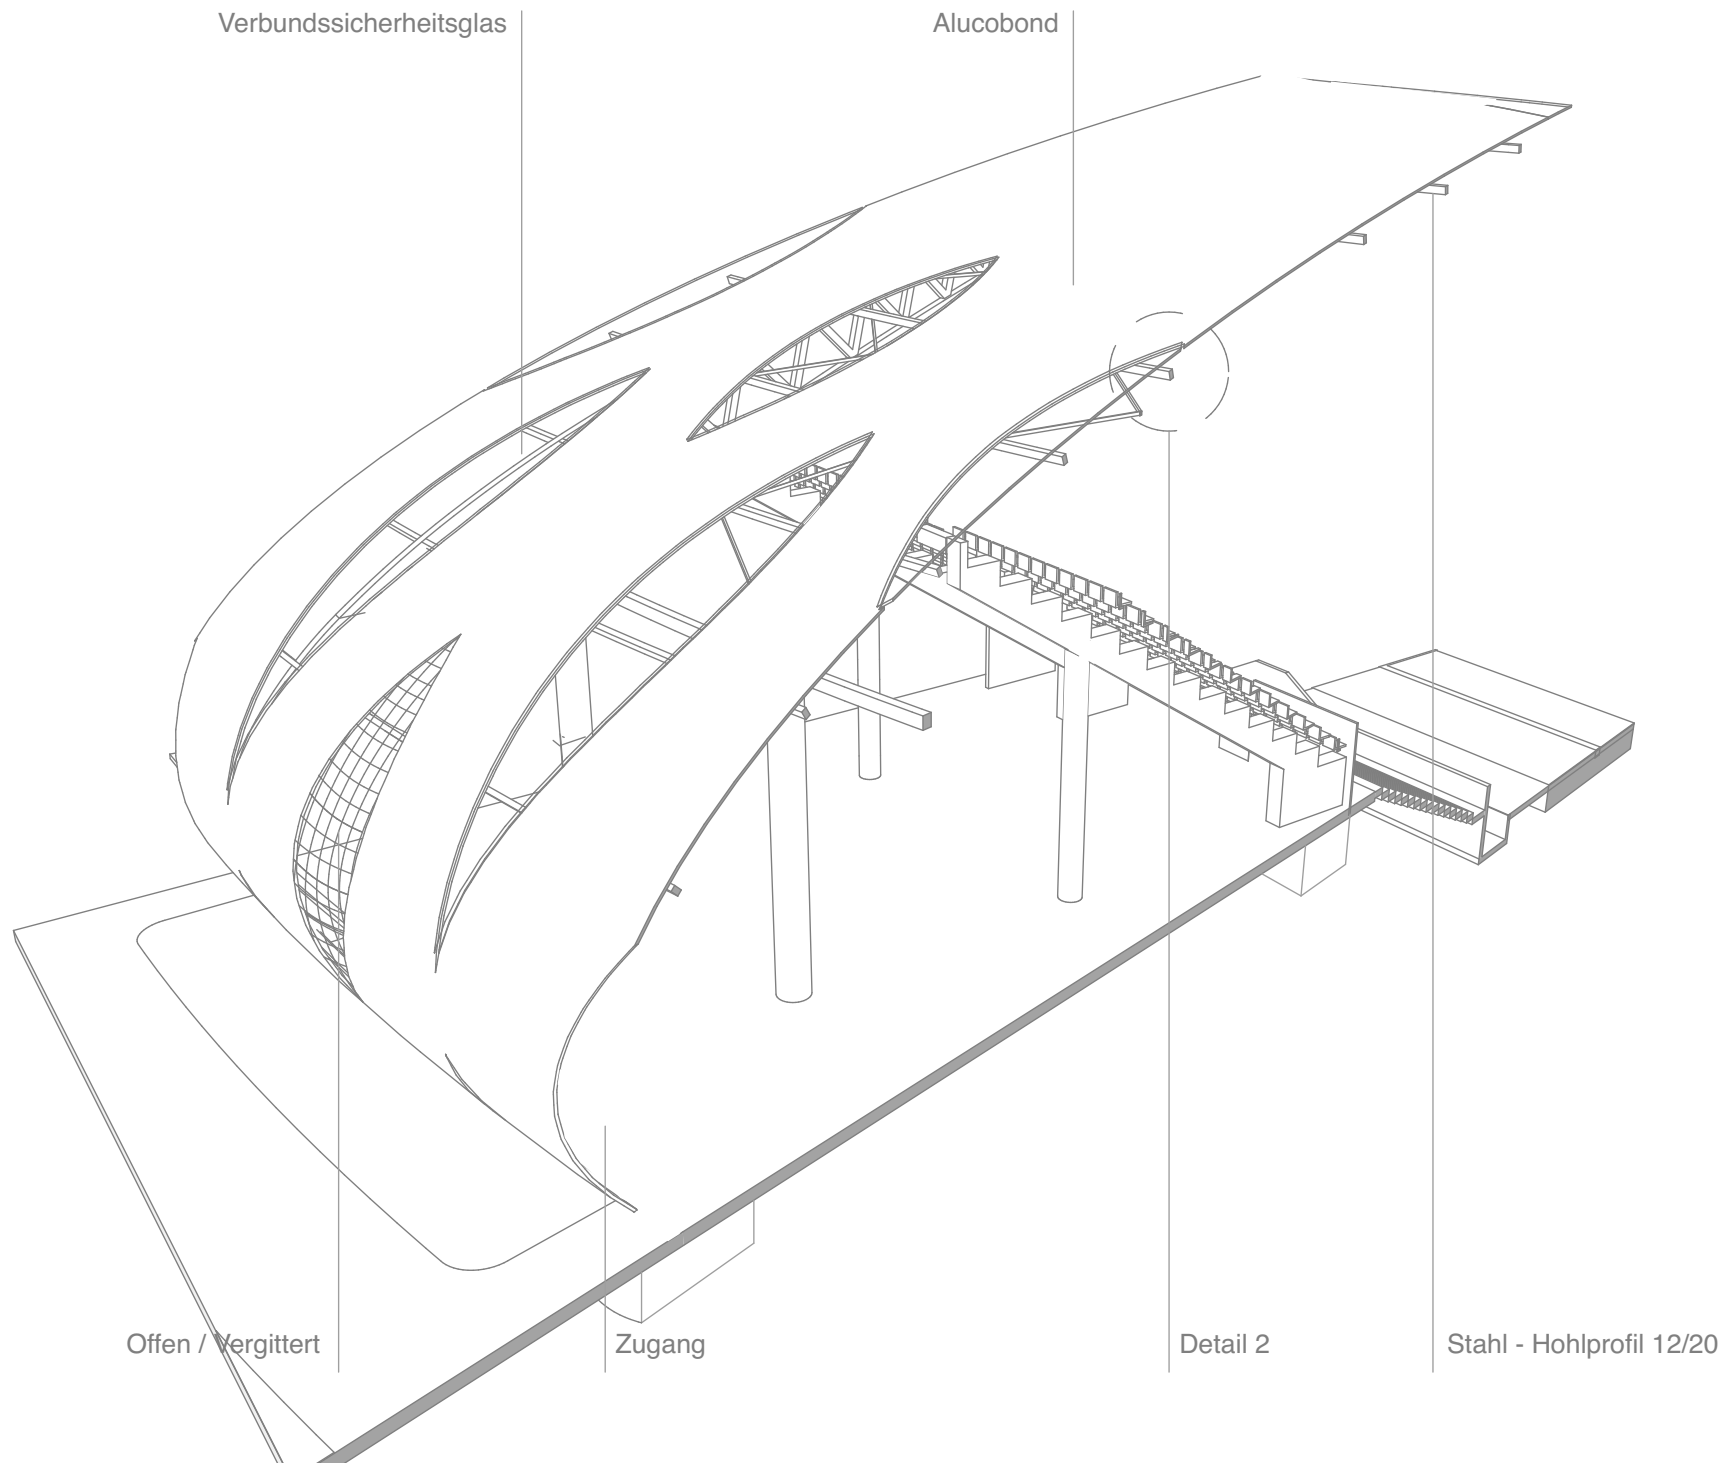 Verbundssicherheitsglas
Alucobond
Offen / Vergittert
Zugang
Detail 2
Stahl - Hohlprofil 12/20